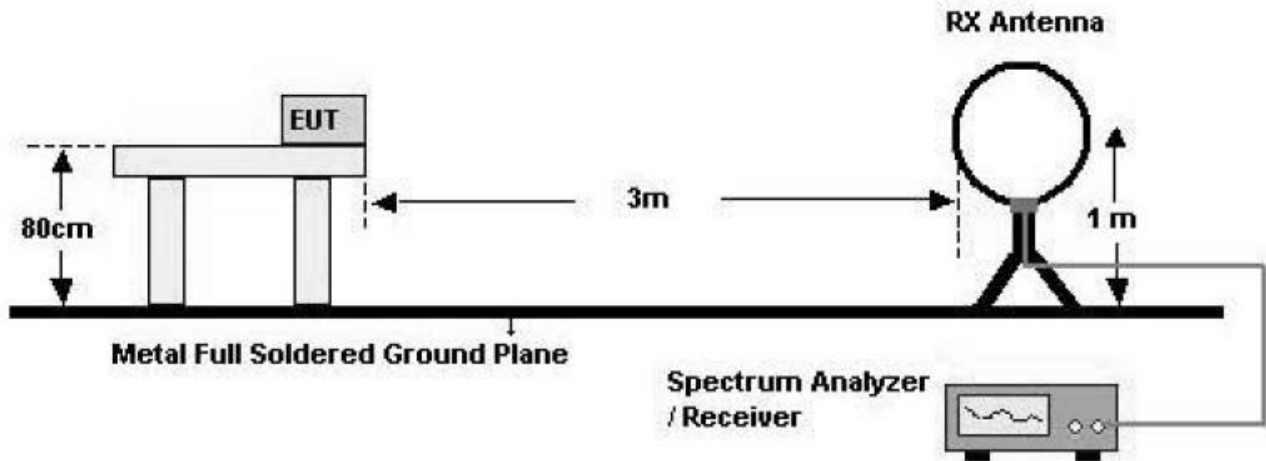 RX Antenna
EUT
3m
80cm
1 m
Metal Full Soldered Ground Plane
Spectrum Analyzer
/ Receiver